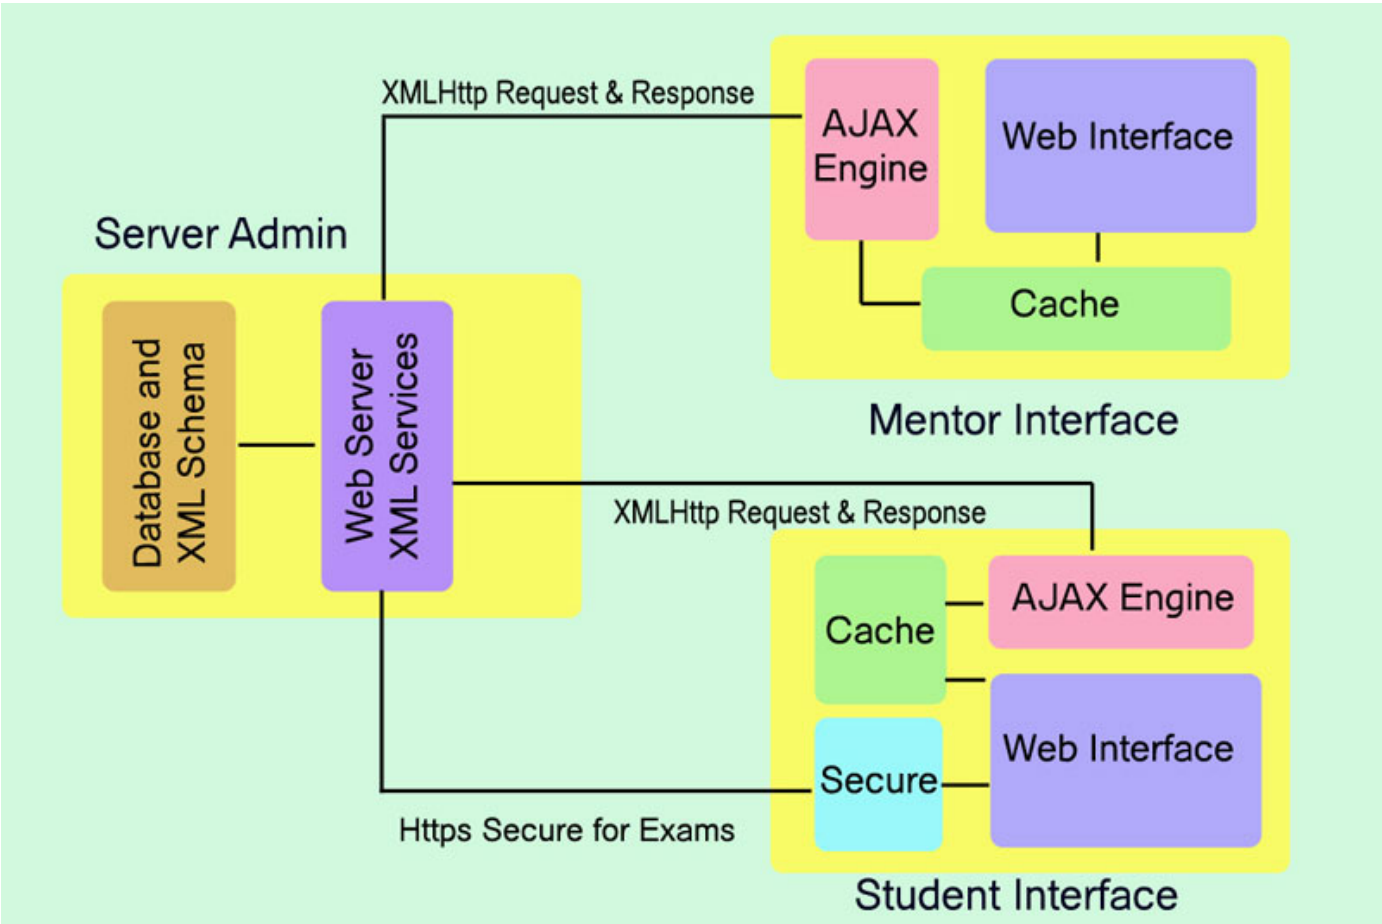 XMLHttp Request & Response
AJAX
Engine
Web Interface
Cache
Mentor Interface
Server Admin
Database and
XML Schema
Web Server
XML Services
XMLHttp Request & Response
Cache
AJAX Engine
Secure
Web Interface
Https Secure for Exams
Student Interface